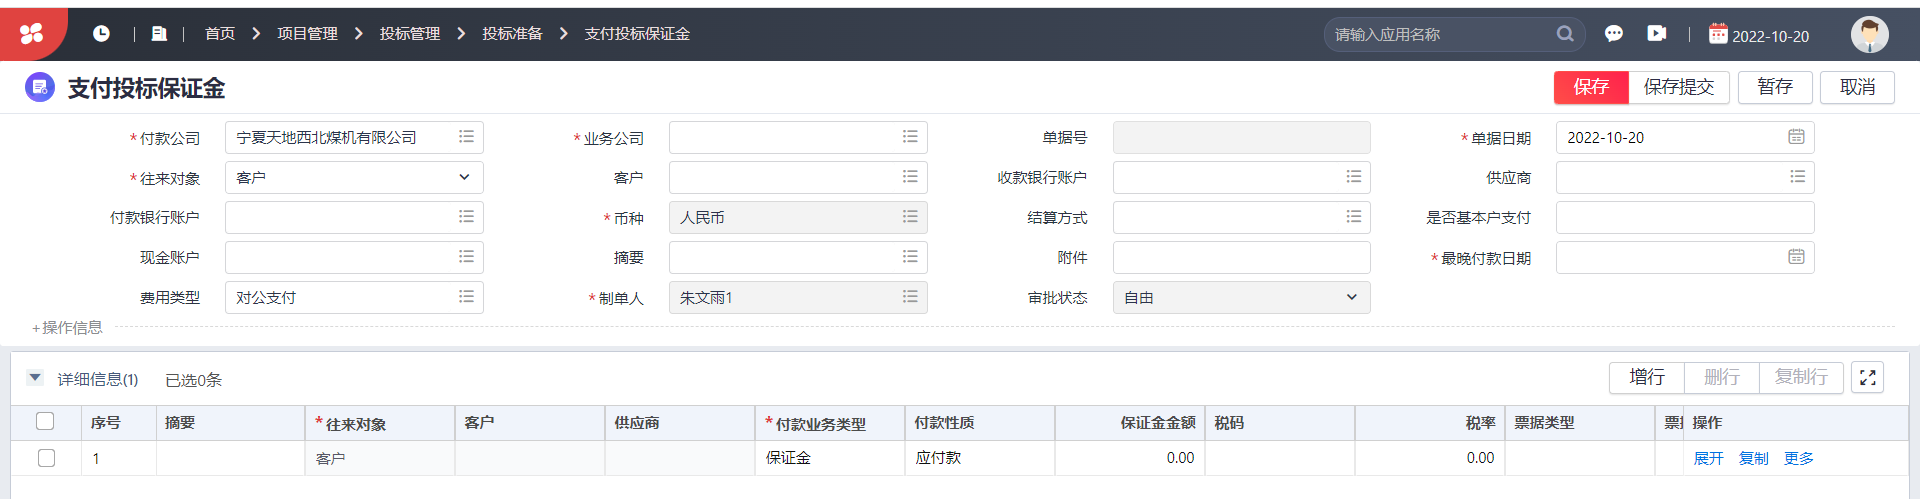 首页 项目管理 投标管理 投标准备 支付投标保证金 请输入应用名称 2022-10-20
支付投标保证金 保存 保存提交 暂存 取消
*付款公司 宁夏天地西北煤机有限公司 *业务公司 单据号 *单据日期 2022-10-20
*往来对象 客户 客户 收款银行账户 供应商
付款银行账户 *币种 人民币 结算方式 是否基本户支付
现金账户 摘要 附件 *最晚付款日期
费用类型 对公支付 *制单人 朱文雨1 审批状态 自由
+操作信息
详细信息(1) 已选0条 增行 删行 复制行
序号 摘要 *往来对象 客户 供应商 *付款业务类型 付款性质 保证金金额 税码 税率 票据类型 操作
1 客户 保证金 应付款 0.00 0.00 展开 复制 更多